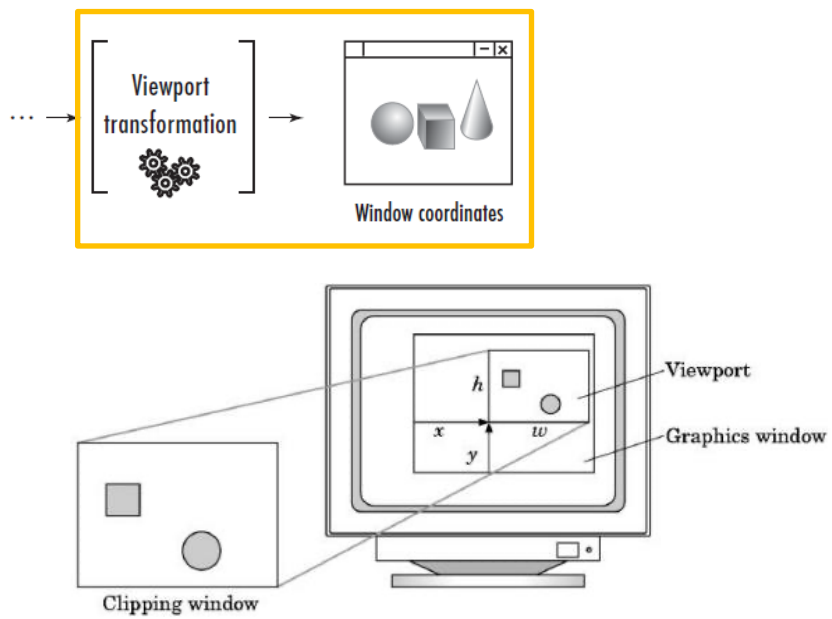 Viewport
transformation
...
Window coordinates
h
Viewport
x
w
Graphics window
y
Clipping window